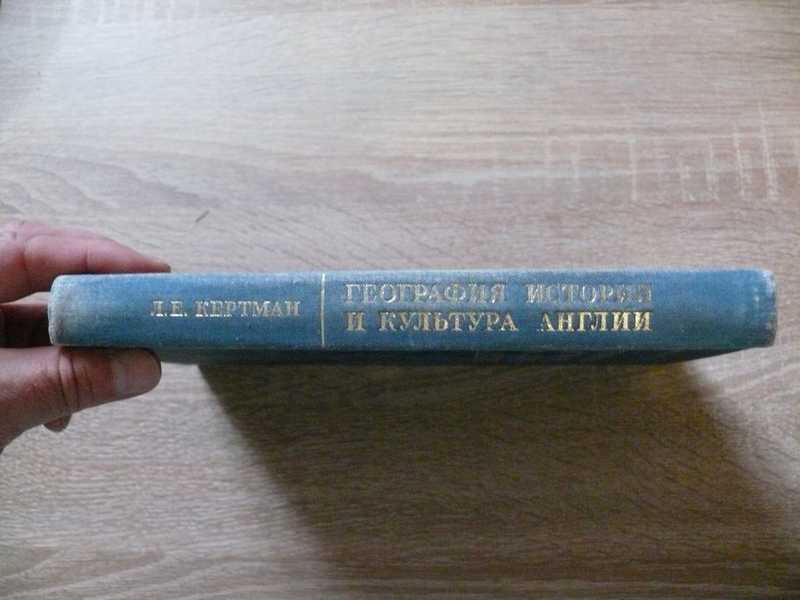 Л.Е. КЕРТМАН
ГЕОГРАФИЯ ИСТОРИЯ
И КУЛЬТУРА АНГЛИИ